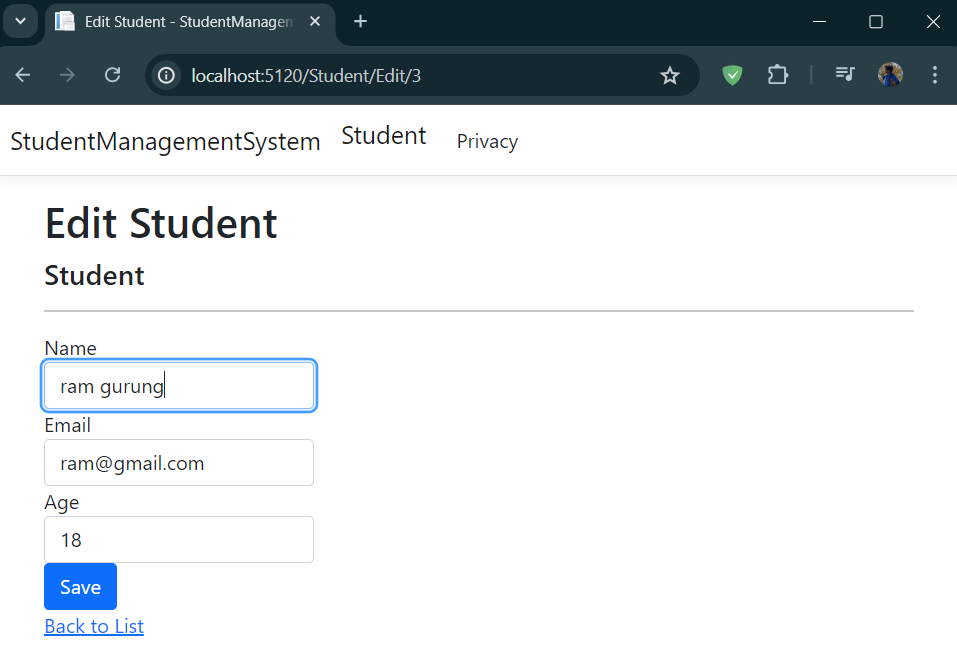 Edit Student - StudentManagem
localhost:5120/Student/Edit/3
StudentManagementSystem Student Privacy
Edit Student
Student
Name
ram gurung
Email
ram@gmail.com
Age
18
Save
Back to List